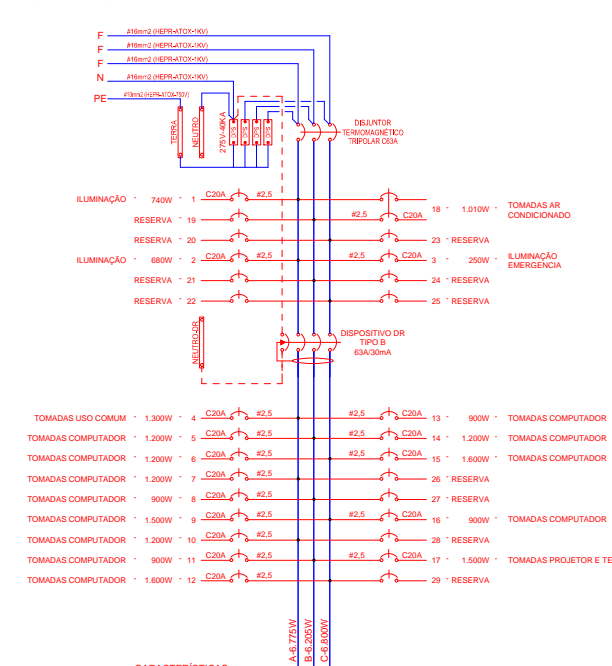 F #16mm2 (HEPR-ATOX-1KV)
F #16mm2 (HEPR-ATOX-1KV)
F #16mm2 (HEPR-ATOX-1KV)
N #16mm2 (HEPR-ATOX-1KV)
PE #10mm2 (HEPR-ATOX-750V)
TERRA
NEUTRO
275V-40KA
DPS
DPS
DPS
DPS
DISJUNTOR
TERMOMAGNÉTICO
TRIPOLAR C63A
ILUMINAÇÃO - 740W - 1 C20A #2,5
18 - 1.010W - TOMADAS AR
CONDICIONADO
RESERVA - 19 #2,5 C20A
RESERVA - 20
23 - RESERVA
ILUMINAÇÃO - 680W - 2 C20A #2,5
#2,5 C20A 3 - 250W - ILUMINAÇÃO
EMERGENCIA
RESERVA - 21
24 - RESERVA
RESERVA - 22
25 - RESERVA
NEUTRO-DR
DISPOSITIVO DR
TIPO B
63A/30mA
TOMADAS USO COMUM - 1.300W - 4 C20A #2,5
#2,5 C20A 13 - 900W - TOMADAS COMPUTADOR
TOMADAS COMPUTADOR - 1.200W - 5 C20A #2,5
#2,5 C20A 14 - 1.200W - TOMADAS COMPUTADOR
TOMADAS COMPUTADOR - 1.200W - 6 C20A #2,5
#2,5 C20A 15 - 1.600W - TOMADAS COMPUTADOR
TOMADAS COMPUTADOR - 1.200W - 7 C20A #2,5
26 - RESERVA
TOMADAS COMPUTADOR - 900W - 8 C20A #2,5
27 - RESERVA
TOMADAS COMPUTADOR - 1.500W - 9 C20A #2,5
#2,5 C20A 16 - 900W - TOMADAS COMPUTADOR
TOMADAS COMPUTADOR - 1.200W - 10 C20A #2,5
28 - RESERVA
TOMADAS COMPUTADOR - 900W - 11 C20A #2,5
#2,5 C20A 17 - 1.500W - TOMADAS PROJETOR E TE
TOMADAS COMPUTADOR - 1.600W - 12 C20A #2,5
29 - RESERVA
A-6.775W
B-6.205W
C-6.800W